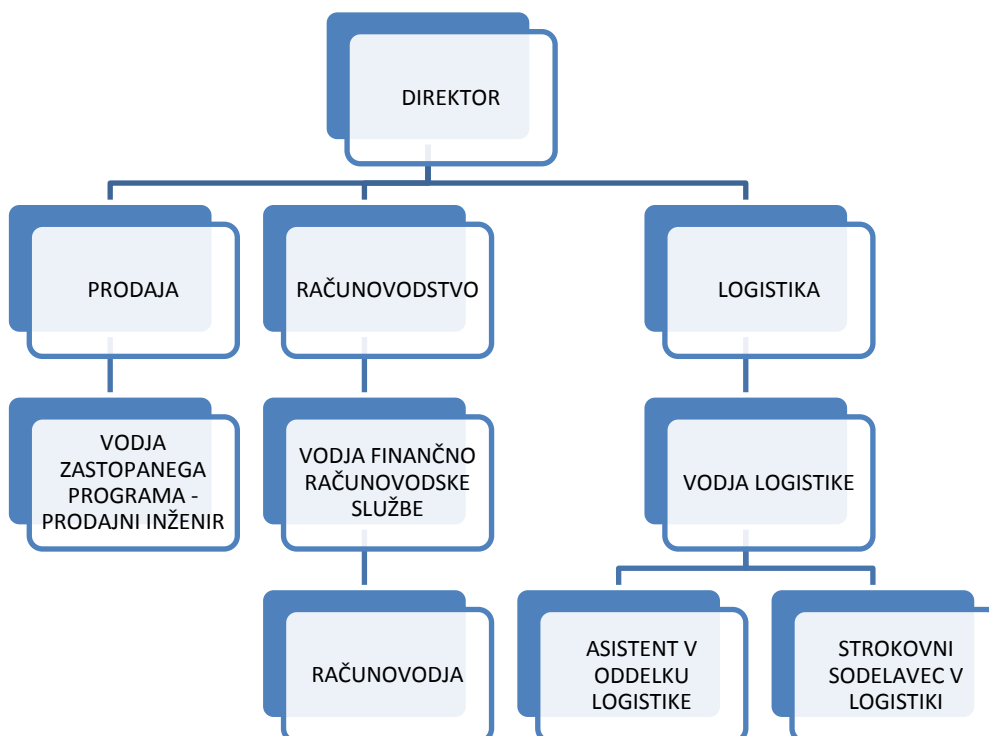 DIREKTOR
PRODAJA
RAČUNOVODSTVO
LOGISTIKA
VODJA
ZASTOPANEGA
PROGRAMA -
PRODAJNI INŽENIR
VODJA FINANČNO
RAČUNOVODSKE
SLUŽBE
VODJA LOGISTIKE
RAČUNOVODJA
ASISTENT V
ODDELKU
LOGISTIKE
STROKOVNI
SODELAVEC V
LOGISTIKI